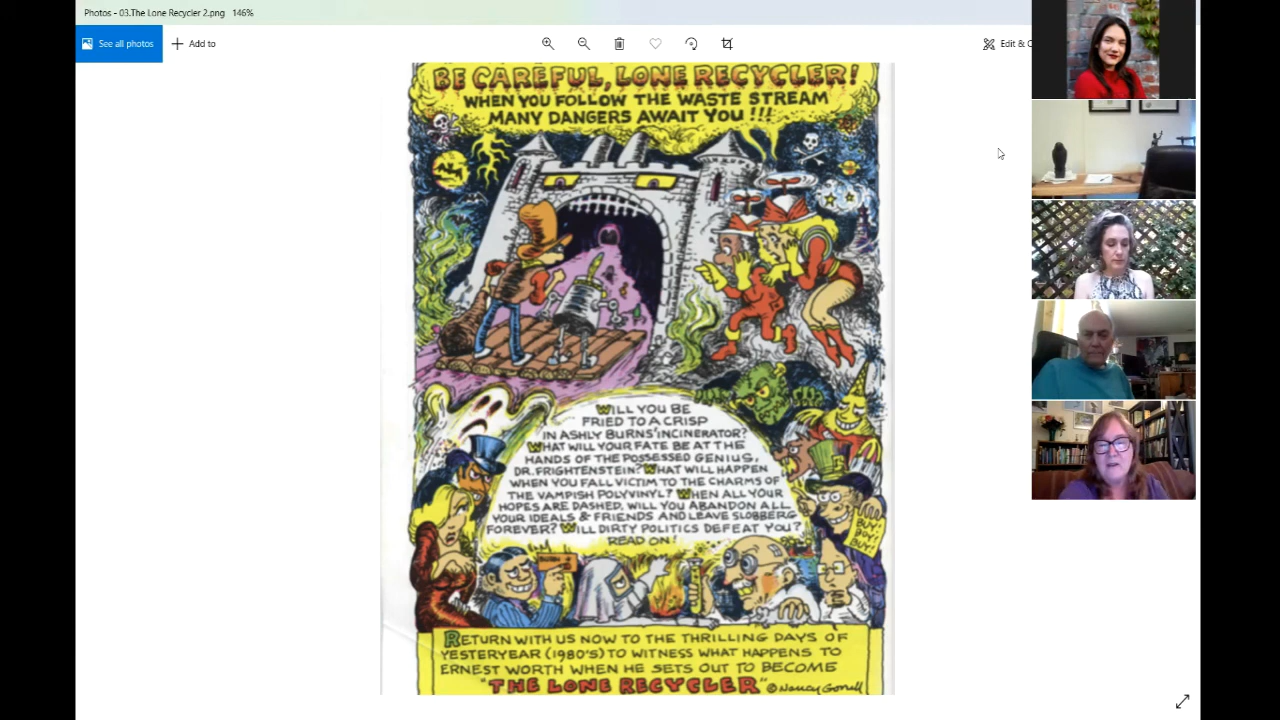 Photos - 03.The Lone Recycler 2.png   146%
See all photos
Add to
Edit & C
BE CAREFUL, LONE RECYCLER!
WHEN YOU FOLLOW THE WASTE STREAM
MANY DANGERS AWAIT YOU !!!
WILL YOU BE
FRIED TO A CRISP
IN ASHLY BURNS' INCINERATOR?
WHAT WILL YOUR FATE BE AT THE
HANDS OF THE POSSESSED GENIUS,
DR. FRIGHTENSTEIN? WHAT WILL HAPPEN
WHEN YOU FALL VICTIM TO THE CHARMS OF
THE VAMPISH POLYVINYL? WHEN ALL YOUR
HOPES ARE DASHED, WILL YOU ABANDON ALL
YOUR IDEALS & FRIENDS AND LEAVE SLOBBERG
FOREVER? WILL DIRTY POLITICS DEFEAT YOU?
READ ON!
BUY!
BUY!
BUY!
RETURN WITH US NOW TO THE THRILLING DAYS OF
YESTERYEAR (1980'S) TO WITNESS WHAT HAPPENS TO
ERNEST WORTH WHEN HE SETS OUT TO BECOME
"THE LONE RECYCLER" © Nancy Gorrell